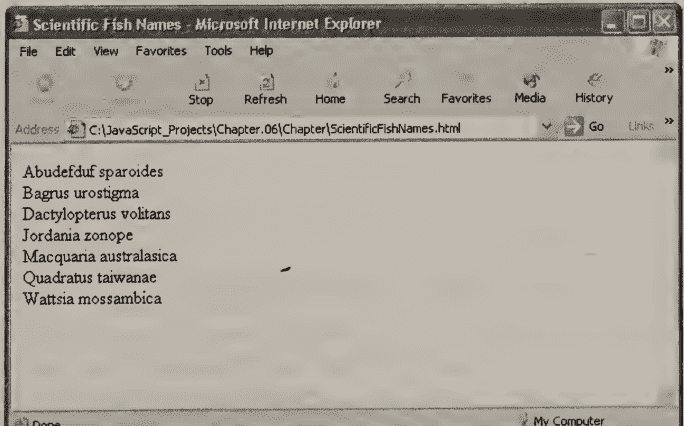 Scientific Fish Names - Microsoft Internet Explorer
File Edit View Favorites Tools Help
Stop Refresh Home Search Favorites Media History »
Address C:\JavaScript_Projects\Chapter.06\Chapter\ScientificFishNames.html Go Links »
Abudefduf sparoides
Bagrus urostigma
Dactylopterus volitans
Jordania zonope
Macquaria australasica
Quadratus taiwanae
Wattsia mossambica
Done My Computer